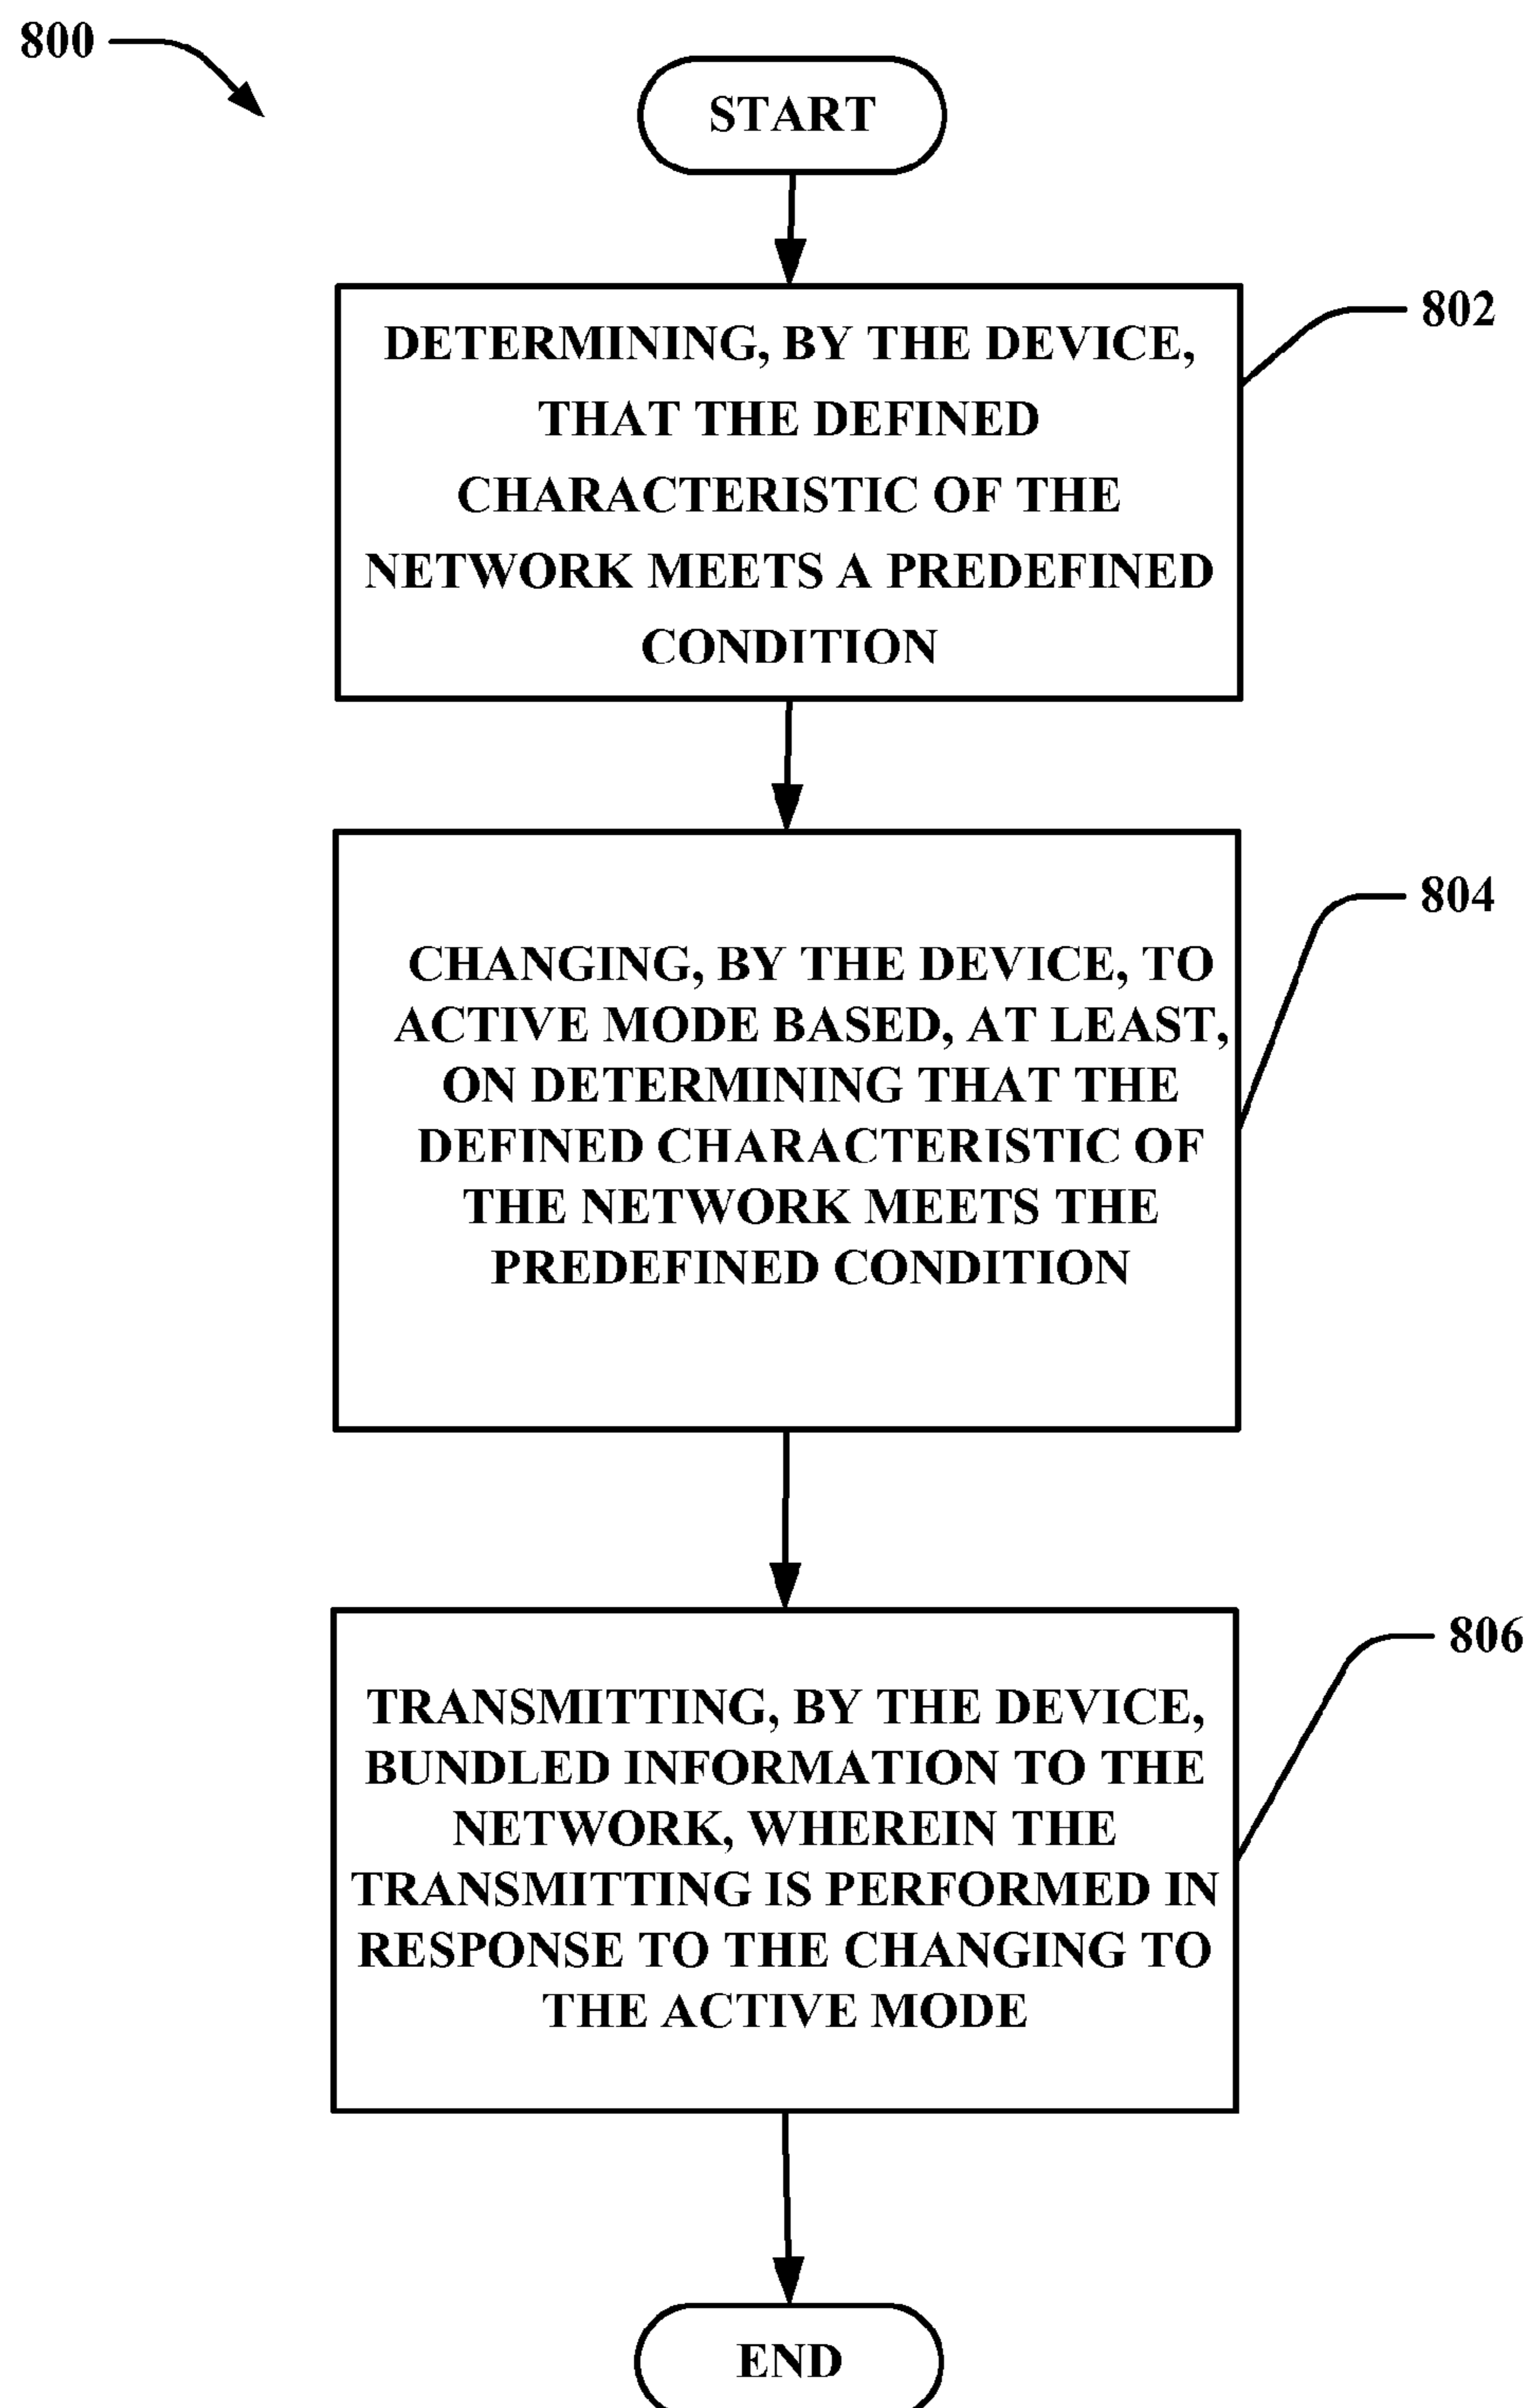 800
START
DETERMINING, BY THE DEVICE,
THAT THE DEFINED
CHARACTERISTIC OF THE
NETWORK MEETS A PREDEFINED
CONDITION
802
CHANGING, BY THE DEVICE, TO
ACTIVE MODE BASED, AT LEAST,
ON DETERMINING THAT THE
DEFINED CHARACTERISTIC OF
THE NETWORK MEETS THE
PREDEFINED CONDITION
804
TRANSMITTING, BY THE DEVICE,
BUNDLED INFORMATION TO THE
NETWORK, WHEREIN THE
TRANSMITTING IS PERFORMED IN
RESPONSE TO THE CHANGING TO
THE ACTIVE MODE
806
END